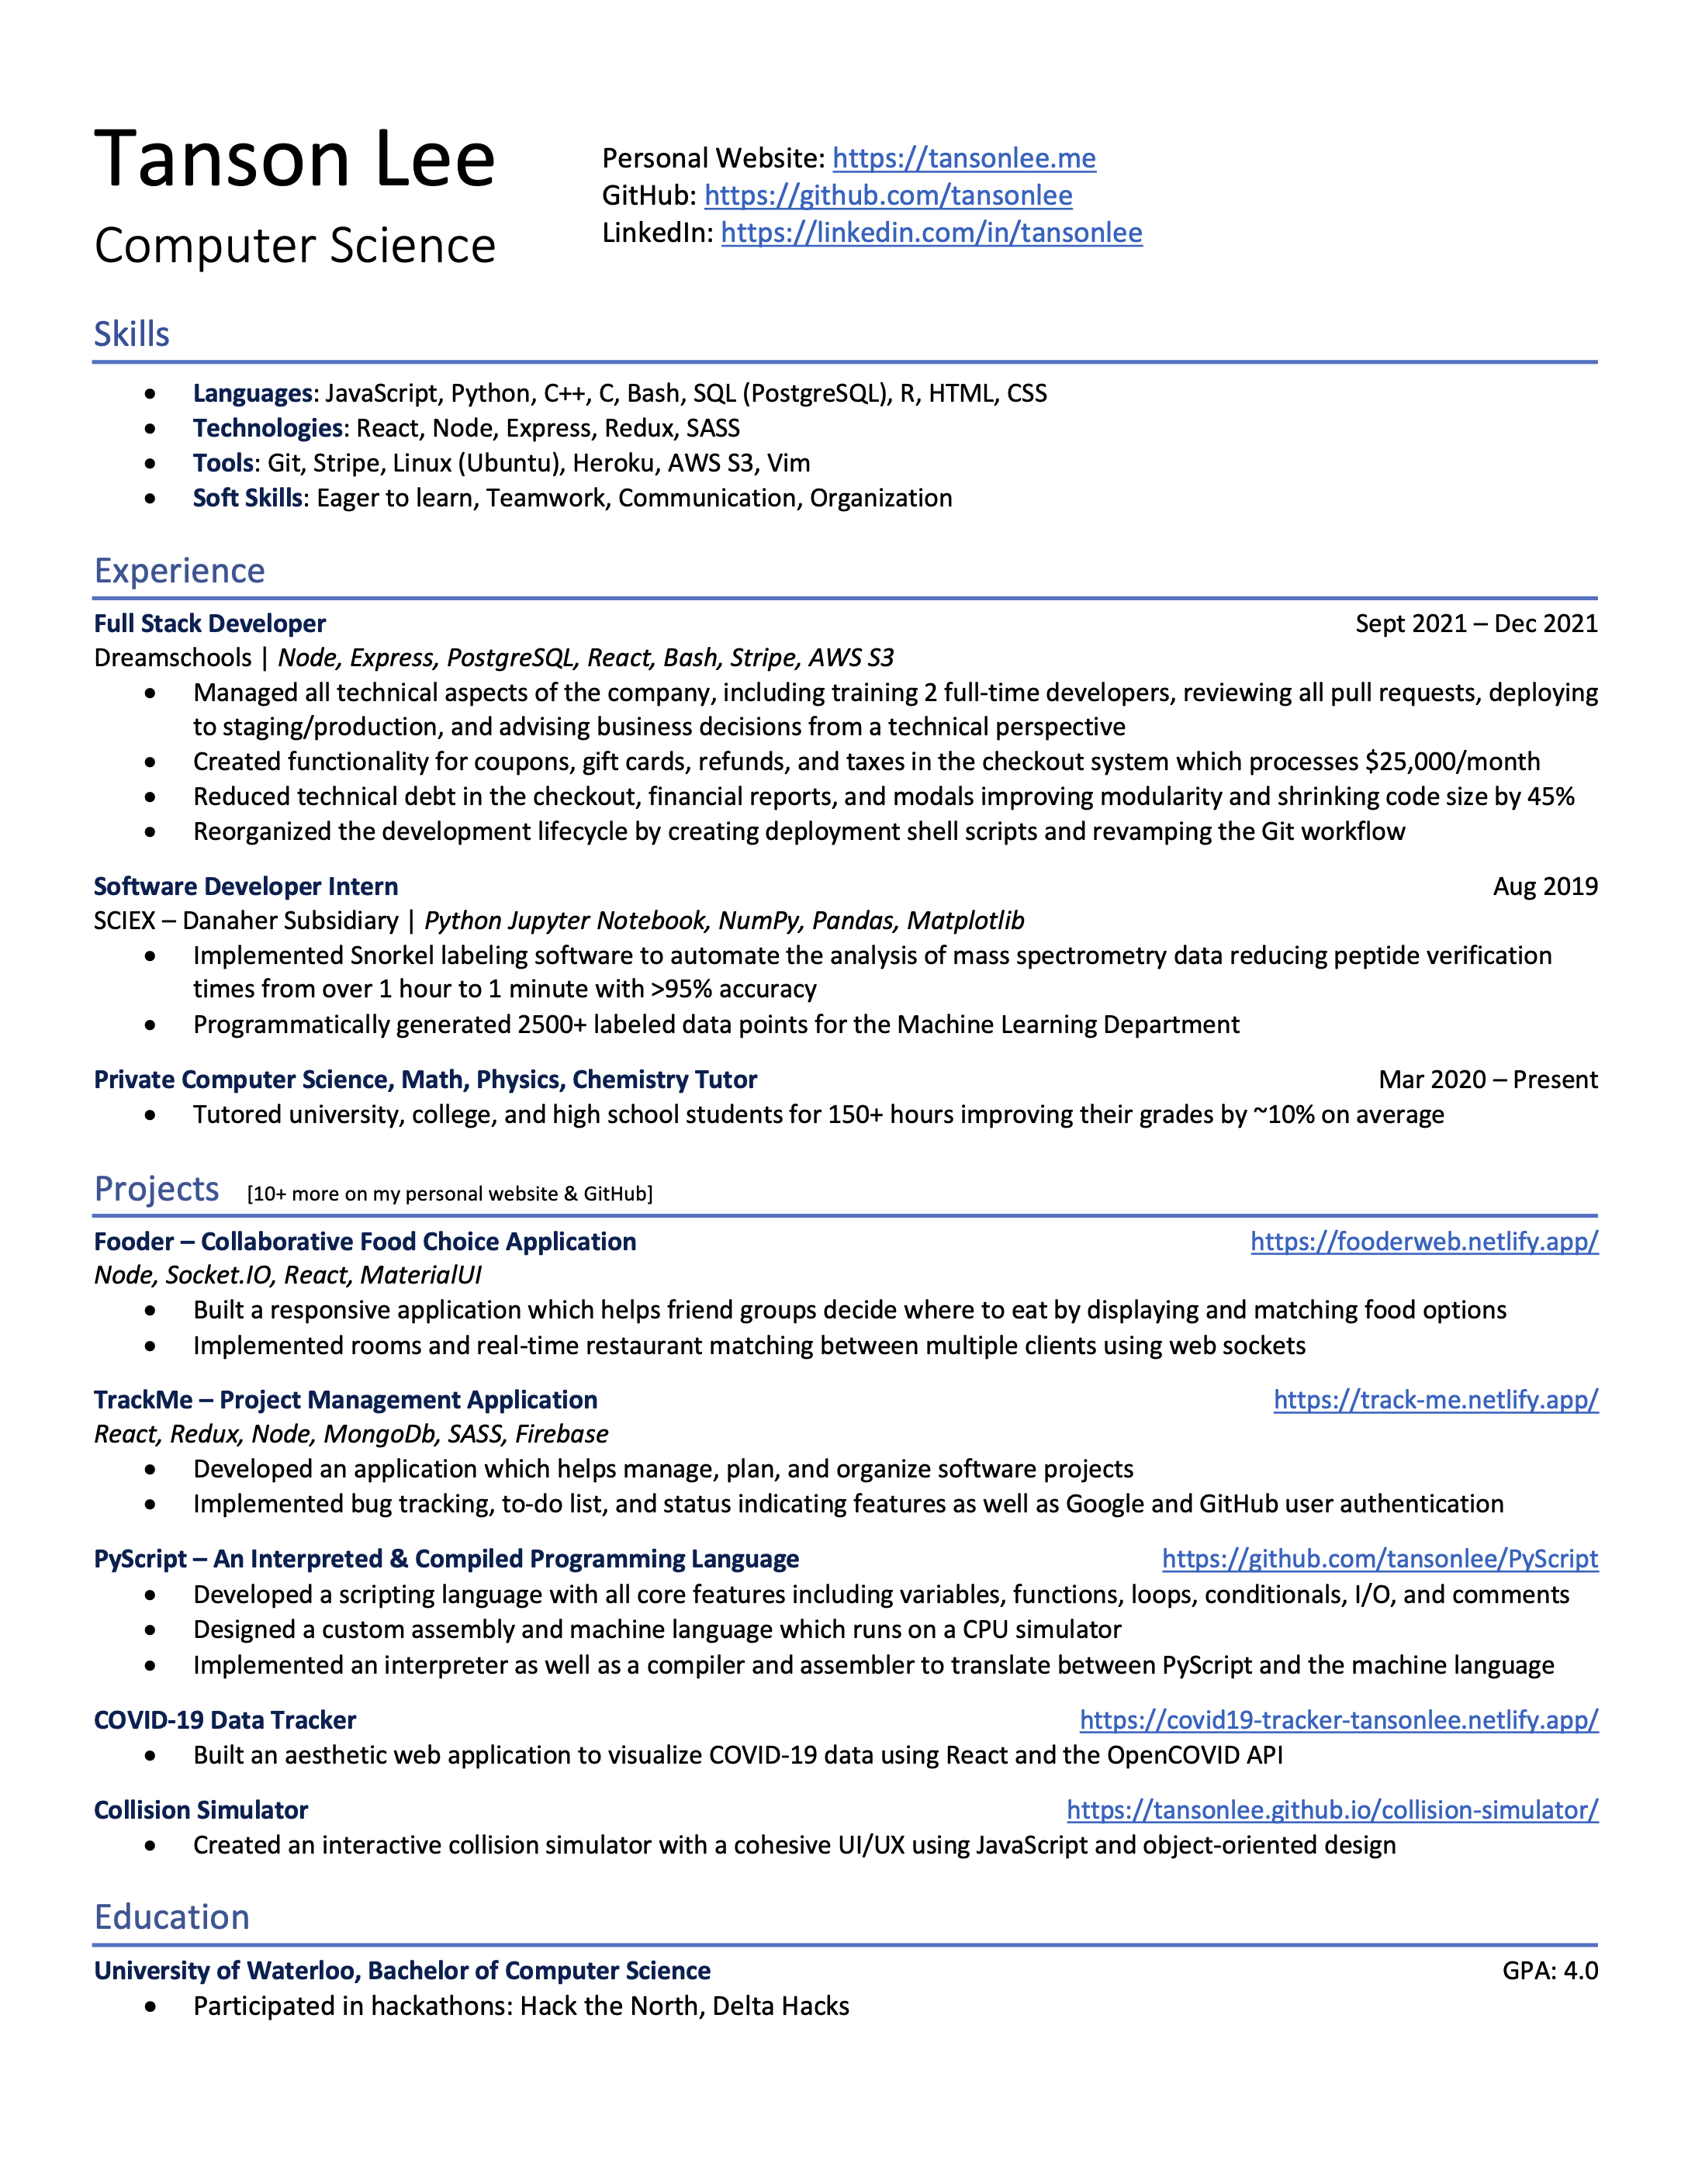 Tanson Lee
Computer Science
Personal Website: https://tansonlee.me
GitHub: https://github.com/tansonlee
LinkedIn: https://linkedin.com/in/tansonlee
Skills
• Languages: JavaScript, Python, C++, C, Bash, SQL (PostgreSQL), R, HTML, CSS
• Technologies: React, Node, Express, Redux, SASS
• Tools: Git, Stripe, Linux (Ubuntu), Heroku, AWS S3, Vim
• Soft Skills: Eager to learn, Teamwork, Communication, Organization
Experience
Full Stack Developer Sept 2021 – Dec 2021
Dreamschools | Node, Express, PostgreSQL, React, Bash, Stripe, AWS S3
• Managed all technical aspects of the company, including training 2 full-time developers, reviewing all pull requests, deploying
to staging/production, and advising business decisions from a technical perspective
• Created functionality for coupons, gift cards, refunds, and taxes in the checkout system which processes $25,000/month
• Reduced technical debt in the checkout, financial reports, and modals improving modularity and shrinking code size by 45%
• Reorganized the development lifecycle by creating deployment shell scripts and revamping the Git workflow
Software Developer Intern Aug 2019
SCIEX – Danaher Subsidiary | Python Jupyter Notebook, NumPy, Pandas, Matplotlib
• Implemented Snorkel labeling software to automate the analysis of mass spectrometry data reducing peptide verification
times from over 1 hour to 1 minute with >95% accuracy
• Programmatically generated 2500+ labeled data points for the Machine Learning Department
Private Computer Science, Math, Physics, Chemistry Tutor Mar 2020 – Present
• Tutored university, college, and high school students for 150+ hours improving their grades by ~10% on average
Projects [10+ more on my personal website & GitHub]
Fooder – Collaborative Food Choice Application https://fooderweb.netlify.app/
Node, Socket.IO, React, MaterialUI
• Built a responsive application which helps friend groups decide where to eat by displaying and matching food options
• Implemented rooms and real-time restaurant matching between multiple clients using web sockets
TrackMe – Project Management Application https://track-me.netlify.app/
React, Redux, Node, MongoDb, SASS, Firebase
• Developed an application which helps manage, plan, and organize software projects
• Implemented bug tracking, to-do list, and status indicating features as well as Google and GitHub user authentication
PyScript – An Interpreted & Compiled Programming Language https://github.com/tansonlee/PyScript
• Developed a scripting language with all core features including variables, functions, loops, conditionals, I/O, and comments
• Designed a custom assembly and machine language which runs on a CPU simulator
• Implemented an interpreter as well as a compiler and assembler to translate between PyScript and the machine language
COVID-19 Data Tracker https://covid19-tracker-tansonlee.netlify.app/
• Built an aesthetic web application to visualize COVID-19 data using React and the OpenCOVID API
Collision Simulator https://tansonlee.github.io/collision-simulator/
• Created an interactive collision simulator with a cohesive UI/UX using JavaScript and object-oriented design
Education
University of Waterloo, Bachelor of Computer Science GPA: 4.0
• Participated in hackathons: Hack the North, Delta Hacks